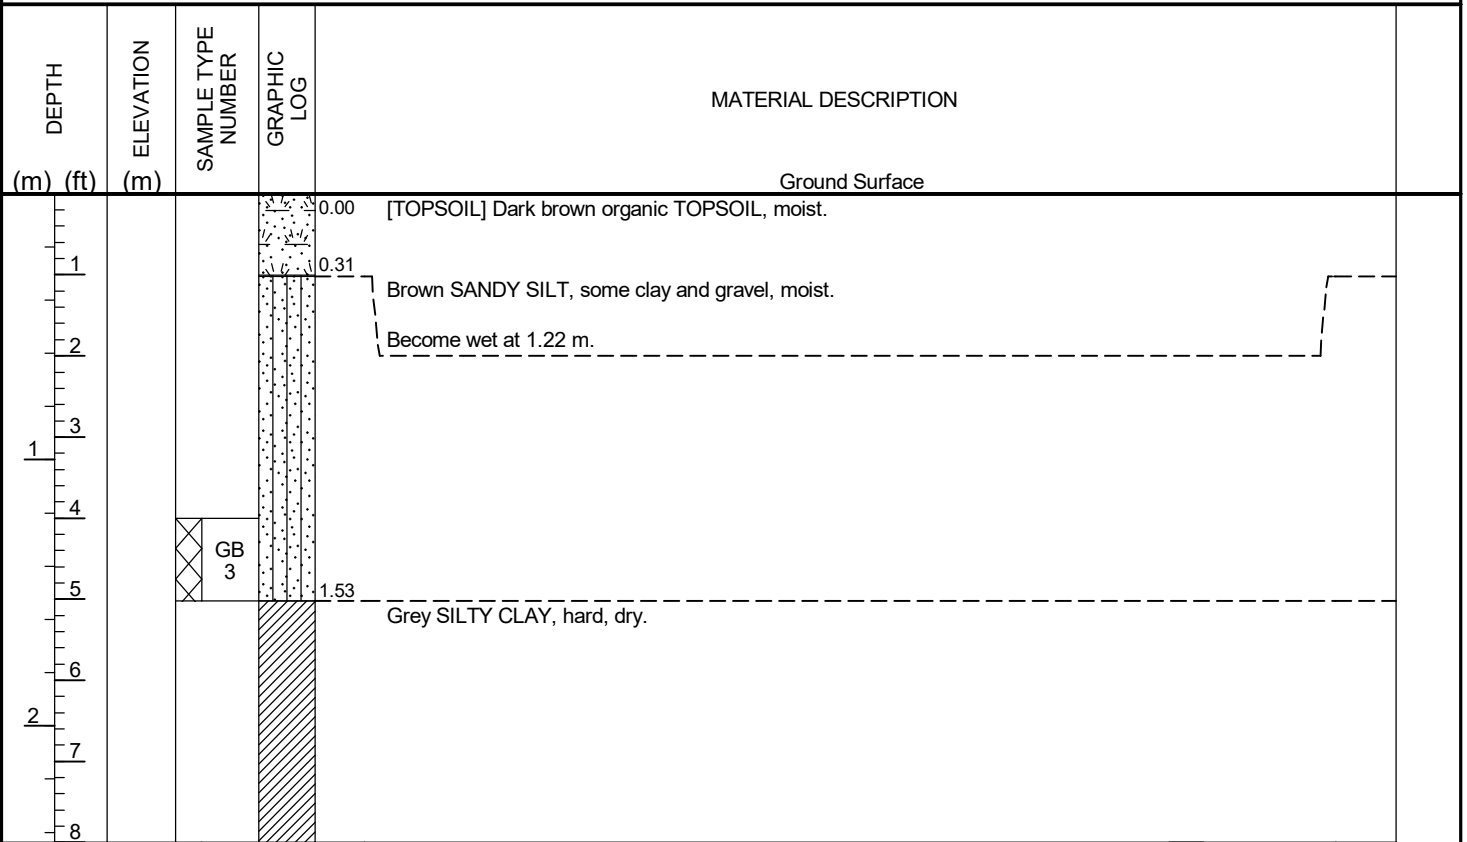 DEPTH
(m) (ft)
ELEVATION
(m)
SAMPLE TYPE
NUMBER
GRAPHIC
LOG
MATERIAL DESCRIPTION
Ground Surface
0.00 [TOPSOIL] Dark brown organic TOPSOIL, moist.
0.31
1
Brown SANDY SILT, some clay and gravel, moist.
Become wet at 1.22 m.
2
3
1
4
GB
3
5
1.53
Grey SILTY CLAY, hard, dry.
6
2
7
8